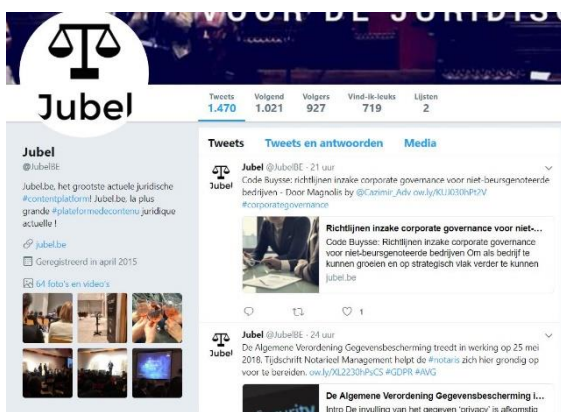 VOOR DE JURIDISC
Jubel
Tweets Volgend Volgers Vind-ik-leuks Lijsten
1.470 1.021 927 719 2
Jubel
@JubelBE
Jubel.be, het grootste actuele juridische
#contentplatform! Jubel.be, la plus
grande #plateformedecontenu juridique
actuelle !
jubel.be
Geregistreerd in april 2015
64 foto's en video's
Tweets Tweets en antwoorden Media
Jubel @JubelBE · 21 uur
Code Buysse: richtlijnen inzake corporate governance voor niet-beursgenoteerde
bedrijven - Door Magnolis by @Cazimir_Adv ow.ly/KUJ030hPt2V
#corporategovernance
Jubel
Richtlijnen inzake corporate governance voor niet-...
Code Buysse: Richtlijnen inzake corporate governance
voor niet-beursgenoteerde bedrijven Om als bedrijf te
kunnen groeien en op strategisch vlak verder te kunnen
jubel.be
1
Jubel @JubelBE · 24 uur
De Algemene Verordening Gegevensbescherming treedt in werking op 25 mei
2018. Tijdschrift Notarieel Management helpt de #notaris zich hier grondig op
voor te bereiden. ow.ly/XL2230hPsCS #GDPR #AVG
Jubel
De Algemene Verordening Gegevensbescherming i...
Intro De invulling van het gegeven 'privacy' is afkomstig